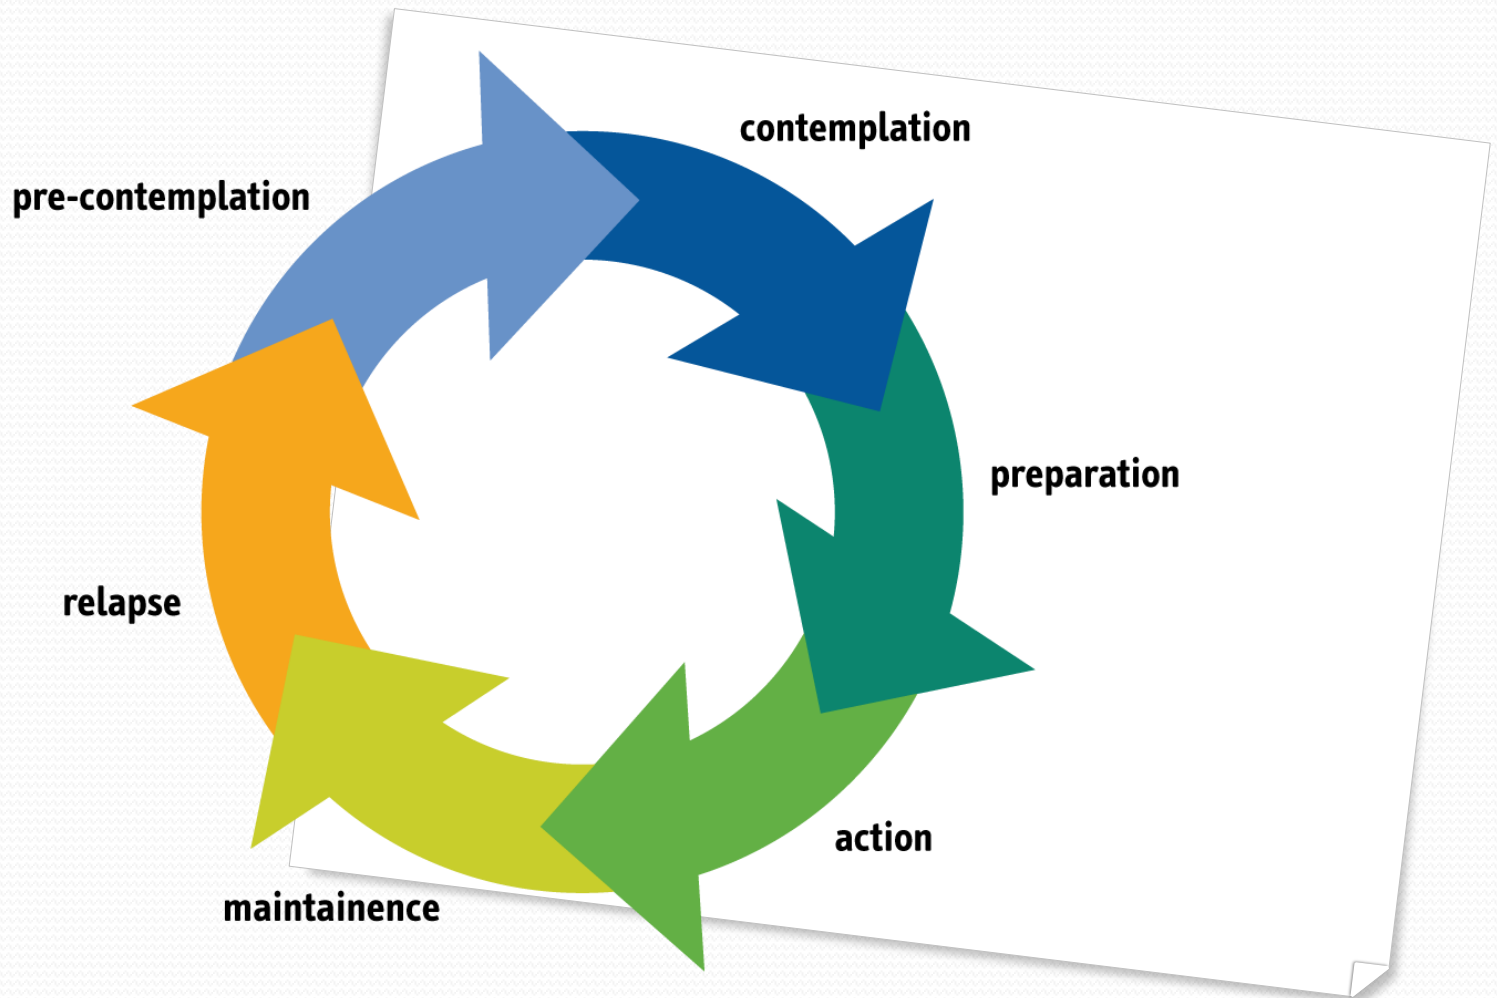 contemplation
pre-contemplation
preparation
relapse
action
maintainence